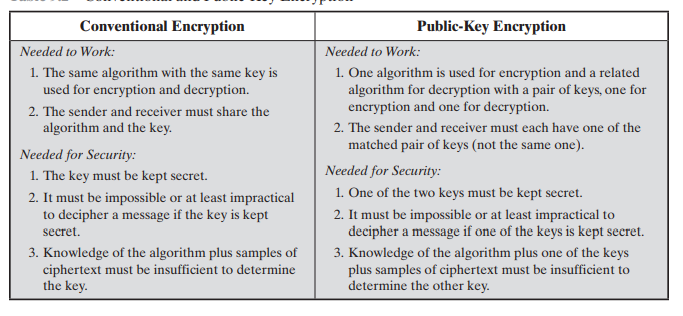 Conventional Encryption
Needed to Work:
1. The same algorithm with the same key is
used for encryption and decryption.
2. The sender and receiver must share the
algorithm and the key.
Needed for Security:
1. The key must be kept secret.
2. It must be impossible or at least impractical
to decipher a message if the key is kept
secret.
3. Knowledge of the algorithm plus samples of
ciphertext must be insufficient to determine
the key.
Public-Key Encryption
Needed to Work:
1. One algorithm is used for encryption and a related
algorithm for decryption with a pair of keys, one for
encryption and one for decryption.
2. The sender and receiver must each have one of the
matched pair of keys (not the same one).
Needed for Security:
1. One of the two keys must be kept secret.
2. It must be impossible or at least impractical to
decipher a message if one of the keys is kept secret.
3. Knowledge of the algorithm plus one of the keys
plus samples of ciphertext must be insufficient to
determine the other key.